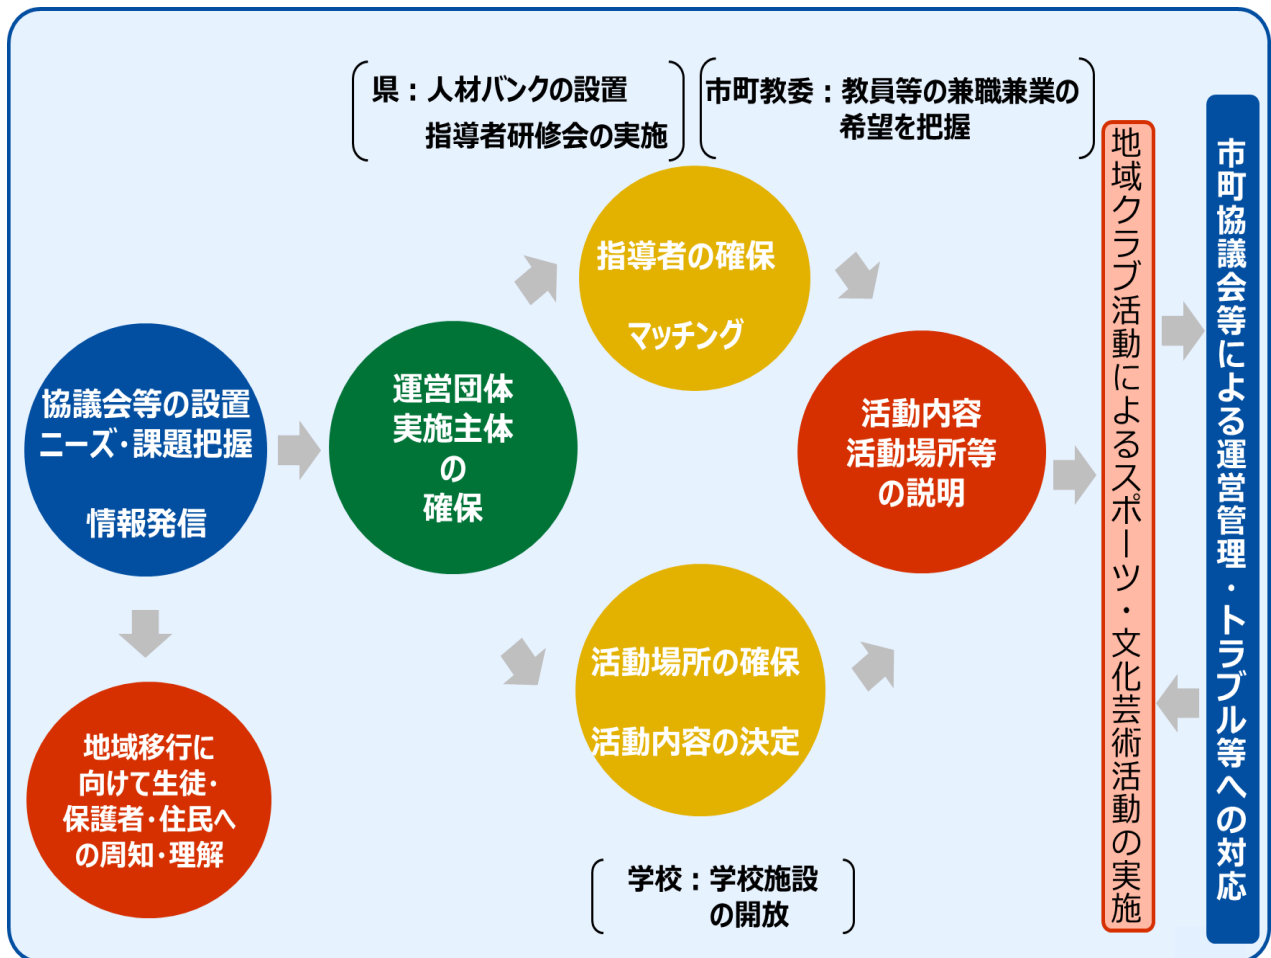 県：人材バンクの設置
指導者研修会の実施
市町教委：教員等の兼職兼業の
希望を把握
協議会等の設置
ニーズ・課題把握
情報発信
地域移行に
向けて生徒・
保護者・住民へ
の周知・理解
運営団体
実施主体
の
確保
指導者の確保
マッチング
活動場所の確保
活動内容の決定
学校：学校施設
の開放
活動内容
活動場所等
の説明
地域クラブ活動によるスポーツ・文化芸術活動の実施
市町協議会等による運営管理・トラブル等への対応